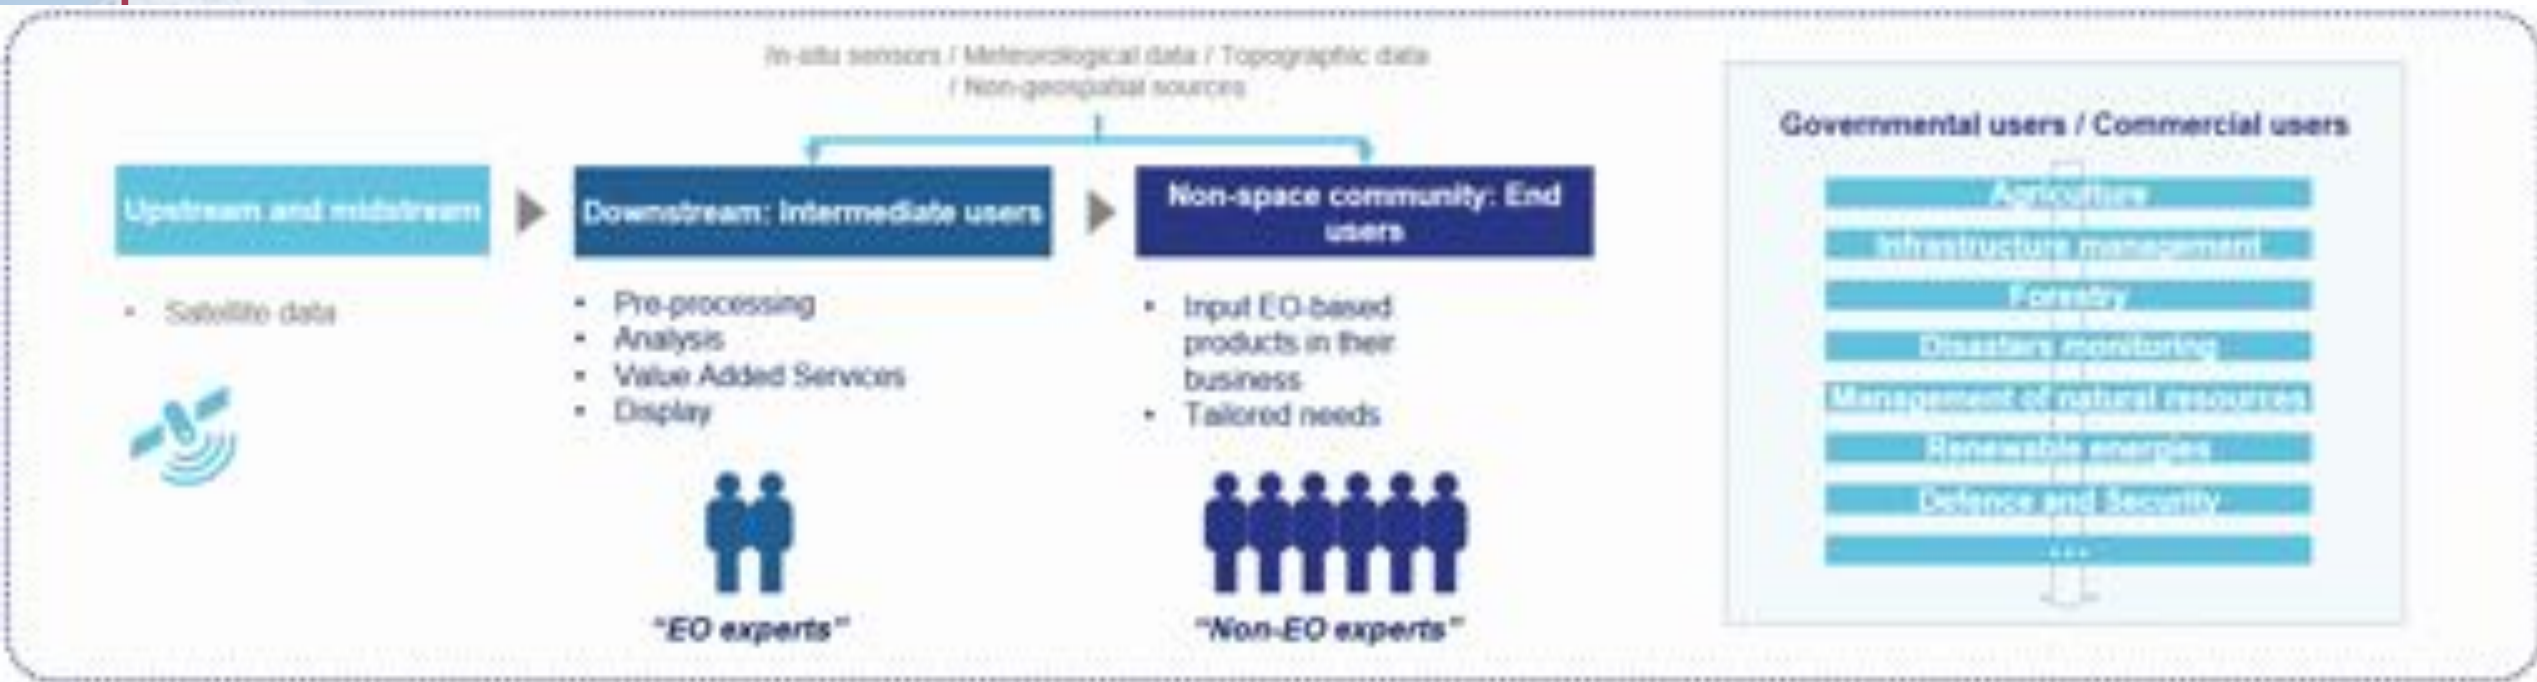 In-situ sensors / Meteorological data / Topographic data
/ Non-geospatial sources
Upstream and midstream
• Satellite data
Downstream: Intermediate users
• Pre-processing
• Analysis
• Value Added Services
• Display
"EO experts"
Non-space community: End
users
• Input EO-based
products in their
business
• Tailored needs
"Non-EO experts"
Governmental users / Commercial users
Agriculture
Infrastructure management
Forestry
Disasters monitoring
Management of natural resources
Renewable energies
Defence and Security
...